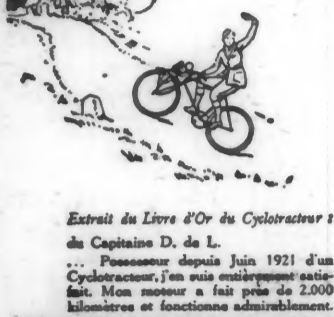 Extrait du Livre d'Or du Cyclotracteur :
du Capitaine D. de L.
... Possesseur depuis Juin 1921 d'un
Cyclotracteur, j'en suis entièrement satis-
fait. Mon moteur a fait près de 2.000
kilomètres et fonctionne admirablement.